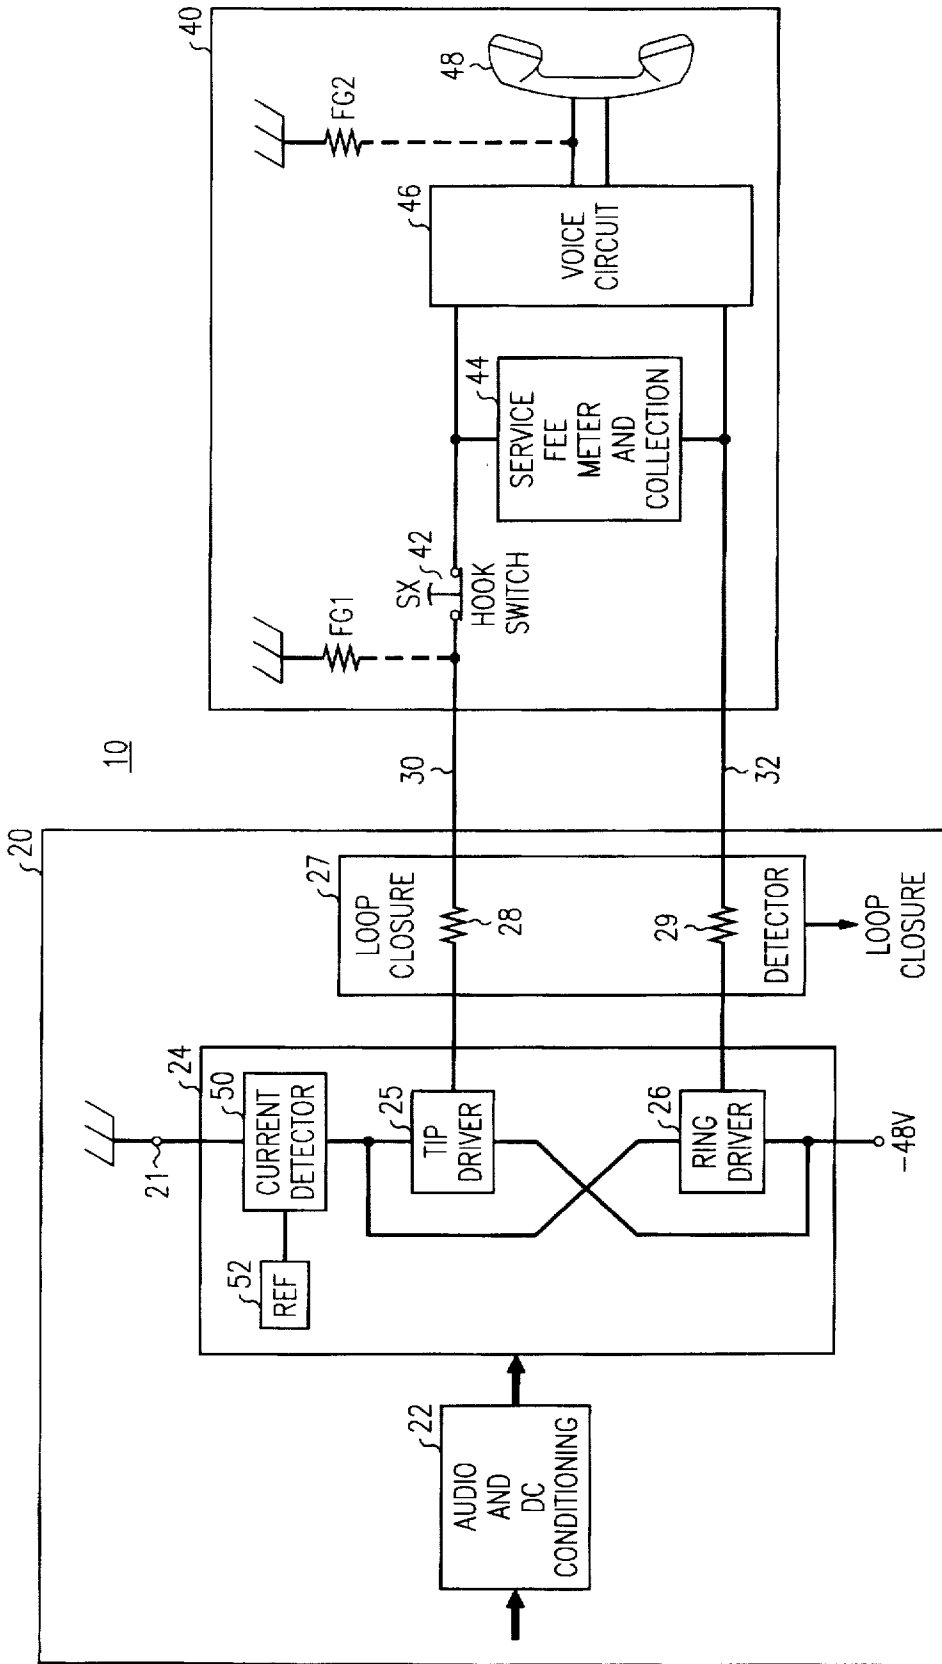 10
20
21
24
50
CURRENT
DETECTOR
52
REF
25
TIP
DRIVER
26
RING
DRIVER
-48V
22
AUDIO
AND
DC
CONDITIONING
27
LOOP
CLOSURE
28
29
DETECTOR
LOOP
CLOSURE
30
32
40
FG1
SX
42
HOOK
SWITCH
44
SERVICE
FEE
METER
AND
COLLECTION
46
VOICE
CIRCUIT
FG2
48